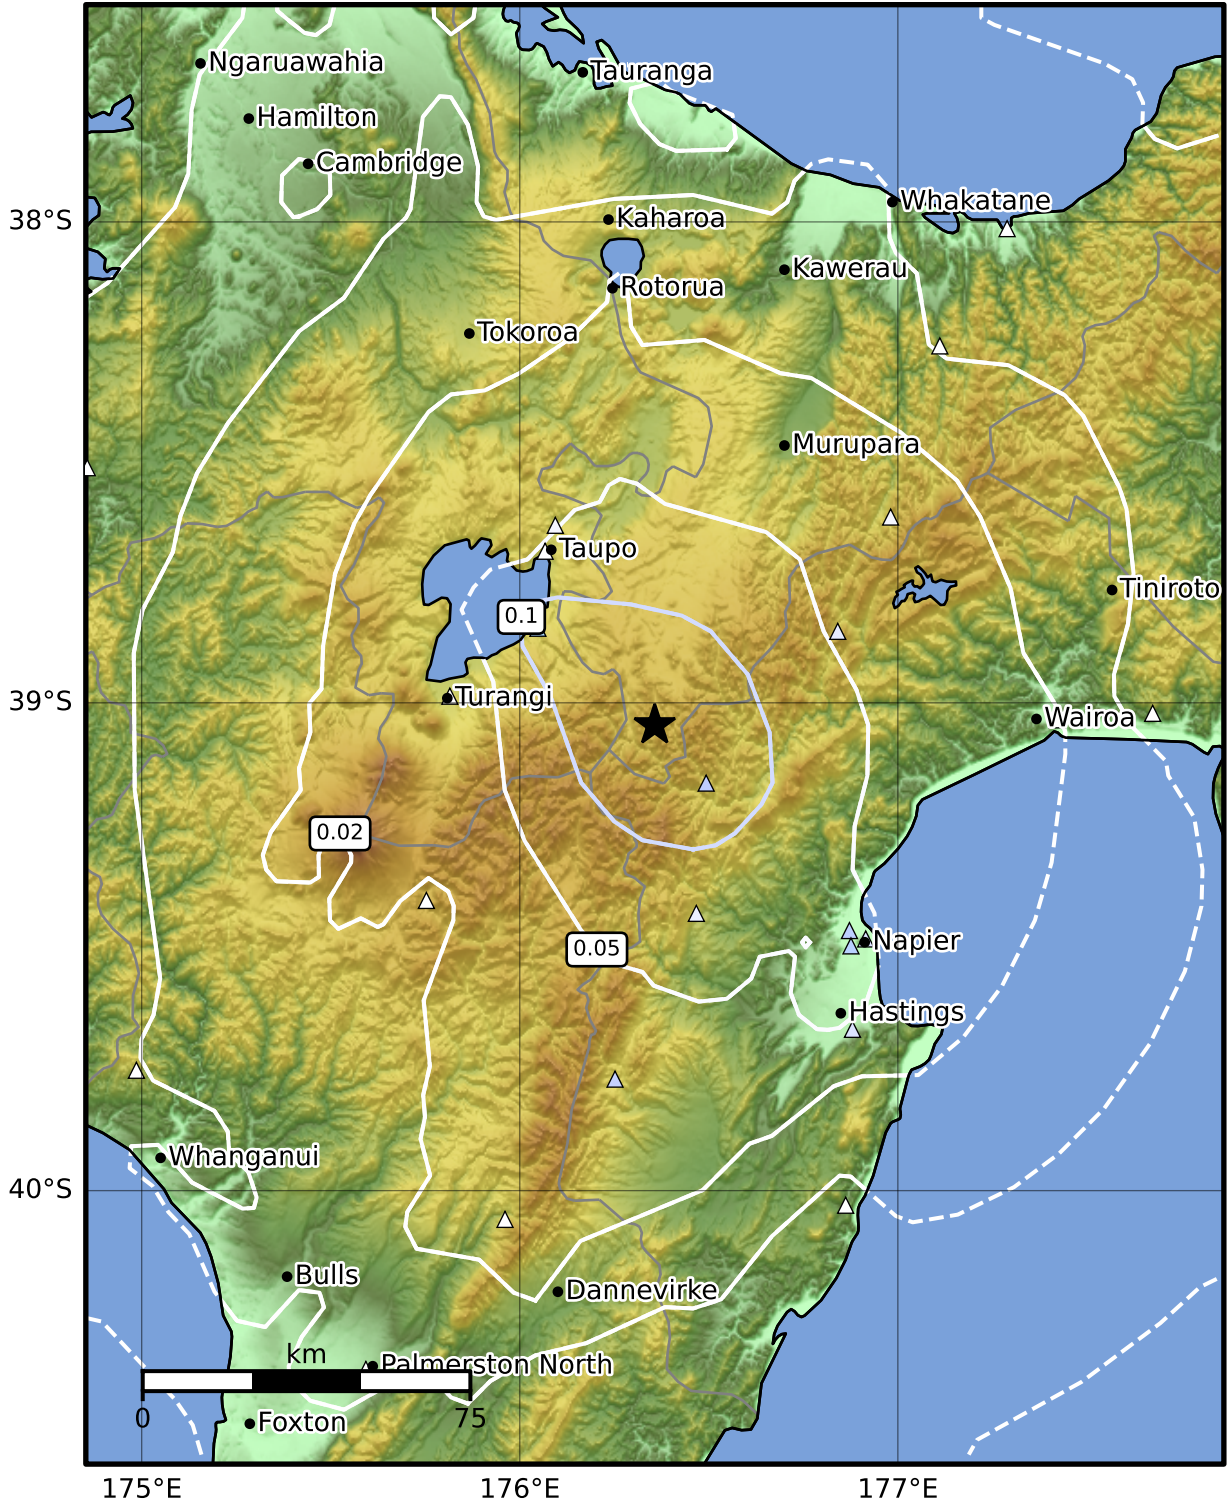 Ngaruawahia
Tauranga
Hamilton
Cambridge
Whakatane
38°S
Kaharoa
Kawerau
Rotorua
Tokoroa
Murupara
Taupo
Tiniroto
0.1
Turangi
39°S
Wairoa
0.02
Napier
0.05
Hastings
Whanganui
40°S
Bulls
Dannevirke
km
Palmerston North
0
75
Foxton
175°E
176°E
177°E